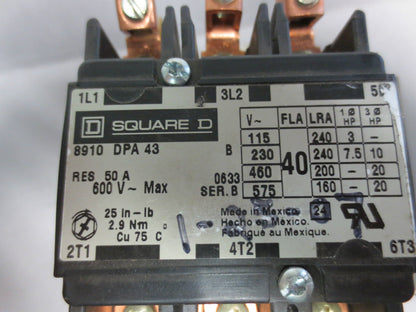 1L1 3L2 5
SQUARE D
8910 DPA 43 B
RES 50 A 0633
600 V~ Max SER. B
V~ FLA LRA 1Ø HP 3Ø HP
115 40 240 3 -
230 240 7.5 10
460 200 - 20
575 160 - 20
25 In-lb
2.9 Nm
Cu 75 C
Made in Mexico 24
Hecho en Mexico.
Fabriqué au Mexique.
2T1 4T2 6T3